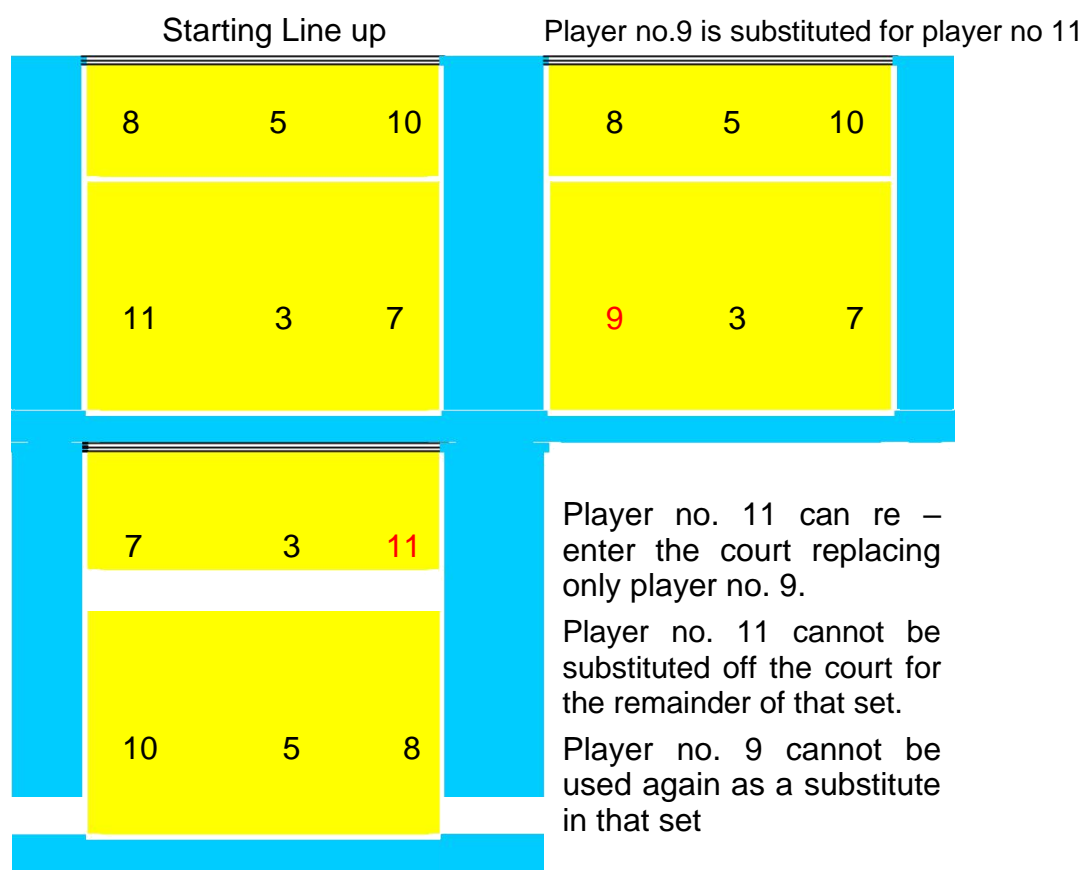 Starting Line up
Player no.9 is substituted for player no 11
8 5 10
11 3 7
8 5 10
9 3 7
7 3 11
10 5 8
Player no. 11 can re –
enter the court replacing
only player no. 9.
Player no. 11 cannot be
substituted off the court for
the remainder of that set.
Player no. 9 cannot be
used again as a substitute
in that set